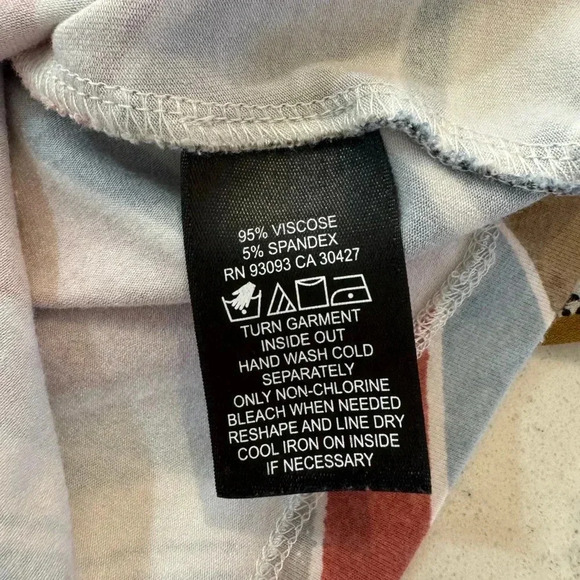 95% VISCOSE
5% SPANDEX
RN 93093 CA 30427
TURN GARMENT
INSIDE OUT
HAND WASH COLD
SEPARATELY
ONLY NON-CHLORINE
BLEACH WHEN NEEDED
RESHAPE AND LINE DRY
COOL IRON ON INSIDE
IF NECESSARY